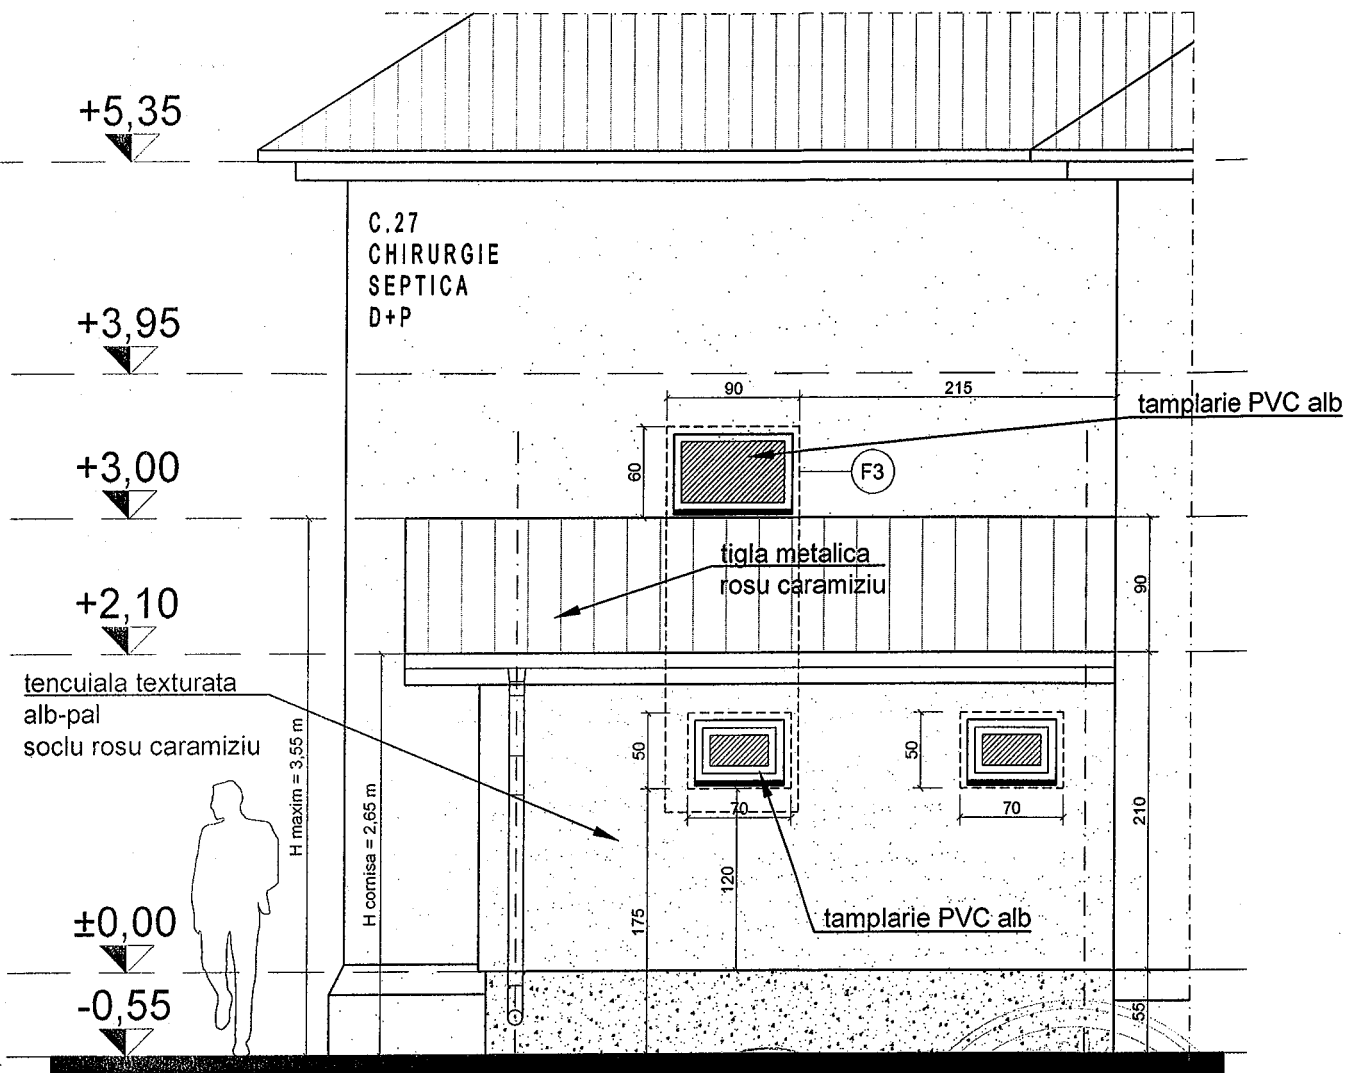 +5,35
C.27
CHIRURGIE
SEPTICA
D+P
+3,95
90
215
tamplarie PVC alb
60
F3
+3,00
tigla metalica
rosu caramiziu
90
+2,10
tencuiala texturata
alb-pal
soclu rosu caramiziu
H maxim = 3,55 m
H cornisa = 2,65 m
50
70
50
70
210
120
175
tamplarie PVC alb
±0,00
-0,55
55